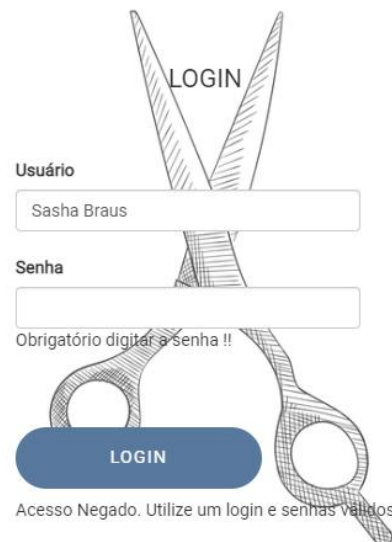 LOGIN
Usuário
Sasha Braus
Senha
Obrigatório digitar a senha !!
LOGIN
Acesso Negado. Utilize um login e senhas válidos